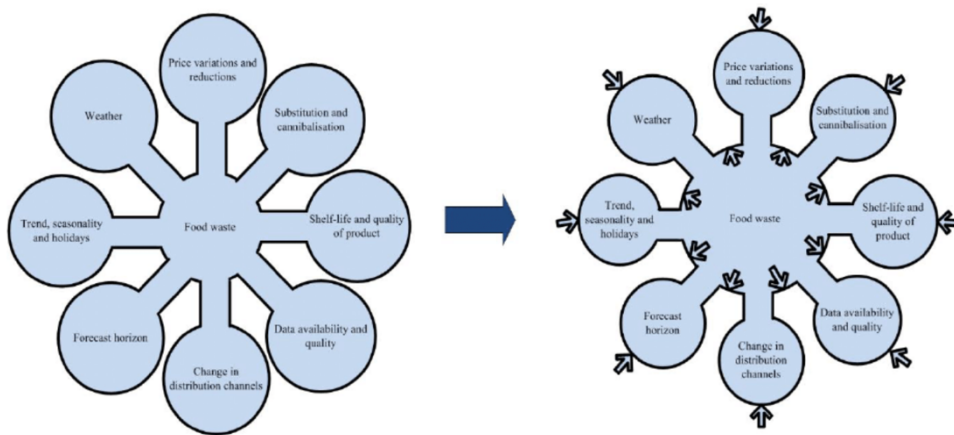 Price variations and
reductions
Weather
Substitution and
cannibalisation
Trend, seasonality
and holidays
Food waste
Shelf-life and quality
of product
Forecast horizon
Data availability and
quality
Change in
distribution channels
Price variations
and reductions
Weather
Substitution and
cannibalisation
Trend,
seasonality and
holidays
Food waste
Shelf-life and
quality of
product
Forecast
horizon
Data availability
and quality
Change in
distribution
channels